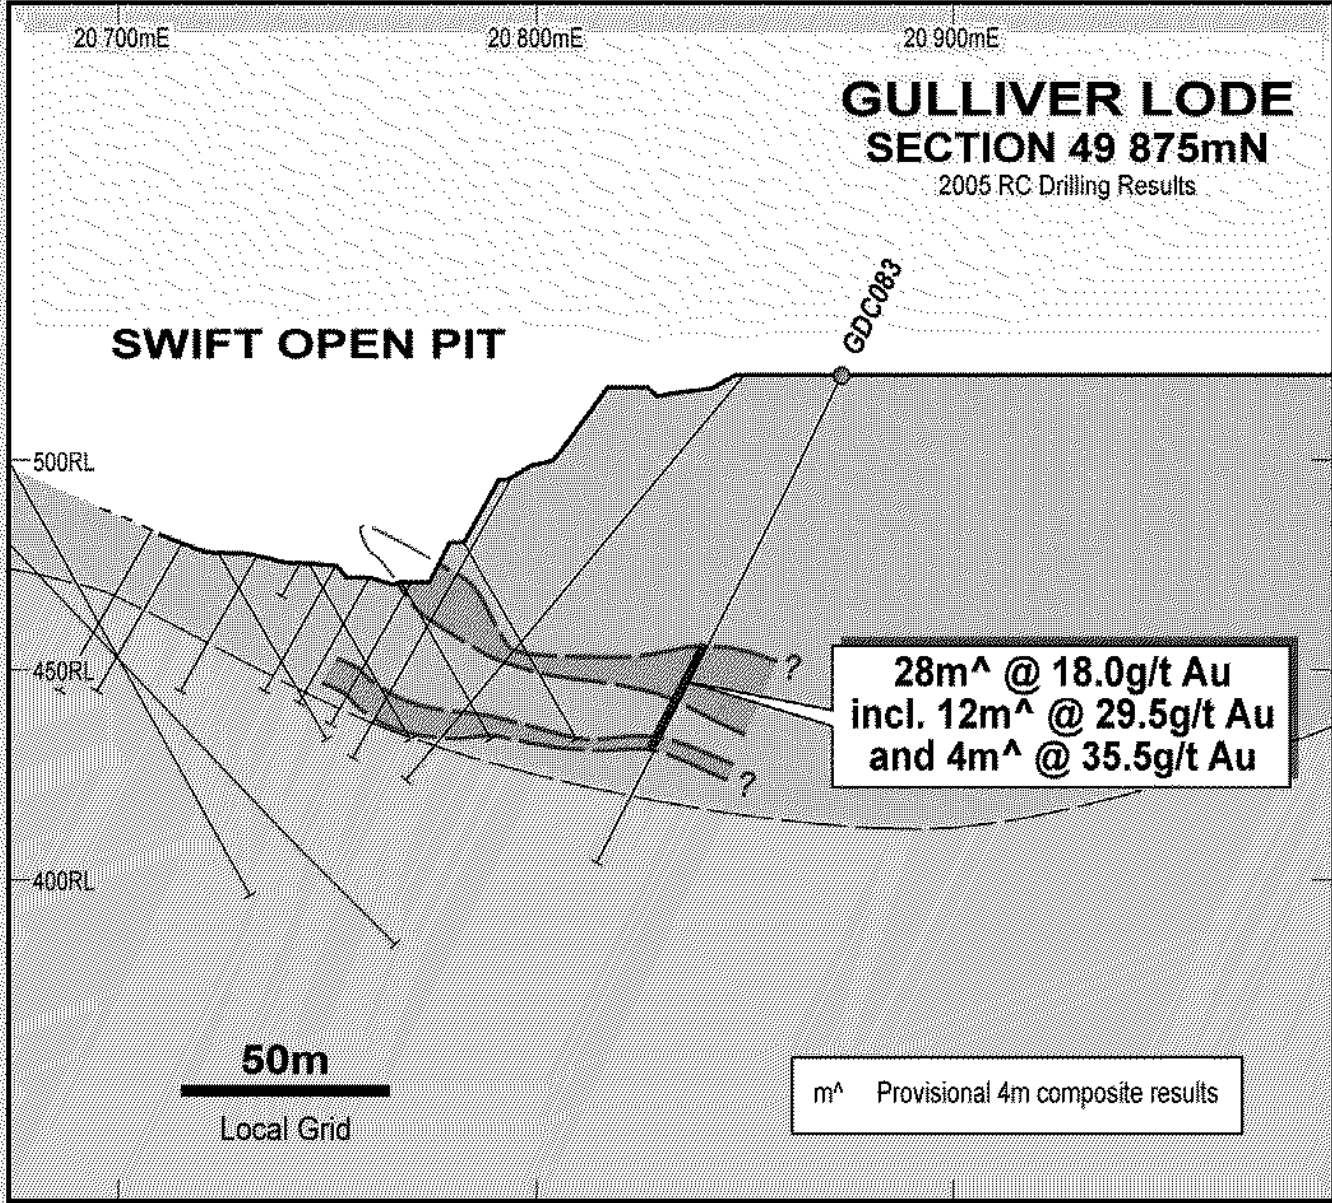 20 700mE
20 800mE
20 900mE
GULLIVER LODE
SECTION 49 875mN
2005 RC Drilling Results
GDC083
SWIFT OPEN PIT
500RL
450RL
?
28m^ @ 18.0g/t Au
incl. 12m^ @ 29.5g/t Au
and 4m^ @ 35.5g/t Au
?
400RL
50m
Local Grid
m^ Provisional 4m composite results